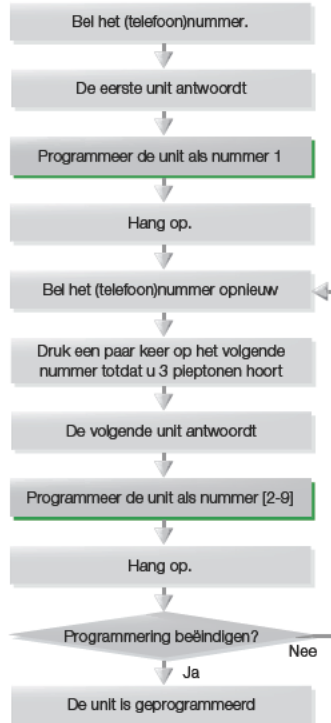 Bel het (telefoon)nummer.
De eerste unit antwoordt
Programmeer de unit als nummer 1
Hang op.
Bel het (telefoon)nummer opnieuw
Druk een paar keer op het volgende
nummer totdat u 3 pieptonen hoort
De volgende unit antwoordt
Programmeer de unit als nummer [2-9]
Hang op.
Programmering beëindigen?
Nee
Ja
De unit is geprogrammeerd